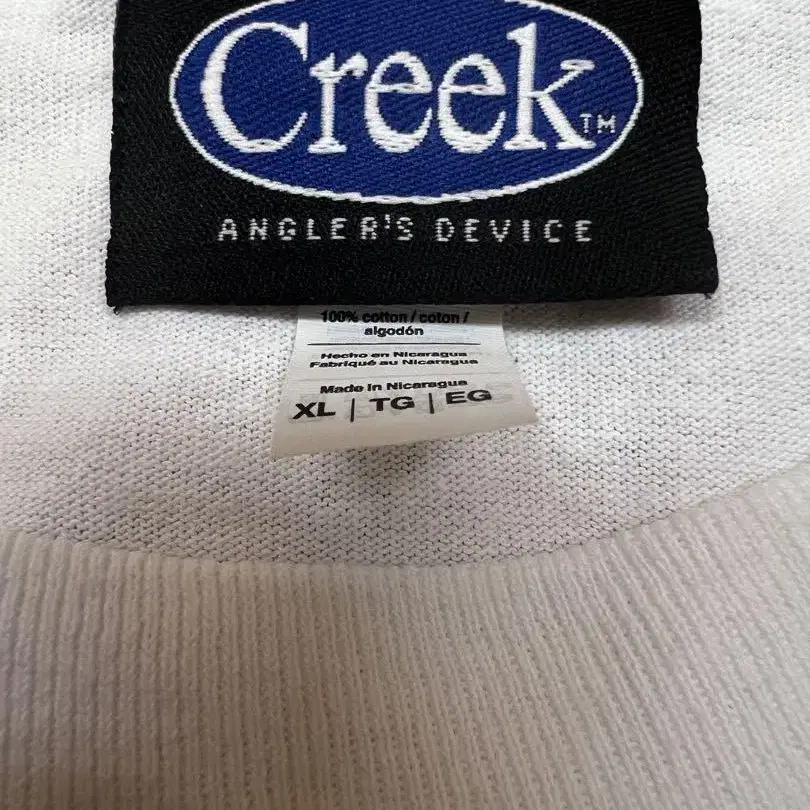 Creek™
ANGLER'S DEVICE
100% cotton / coton /
algodón
Hecho en Nicaragua
Fabriqué au Nicaragua
Made in Nicaragua
XL | TG | EG